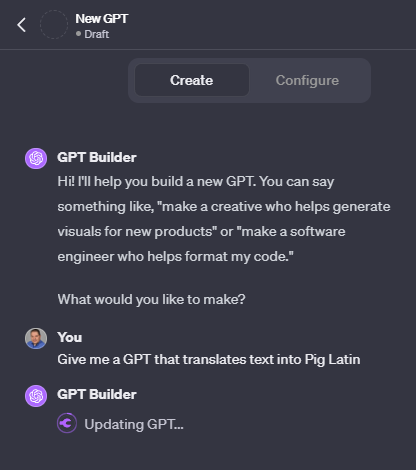 New GPT
Draft
Create Configure
GPT Builder
Hi! I'll help you build a new GPT. You can say
something like, "make a creative who helps generate
visuals for new products" or "make a software
engineer who helps format my code."
What would you like to make?
You
Give me a GPT that translates text into Pig Latin
GPT Builder
Updating GPT...